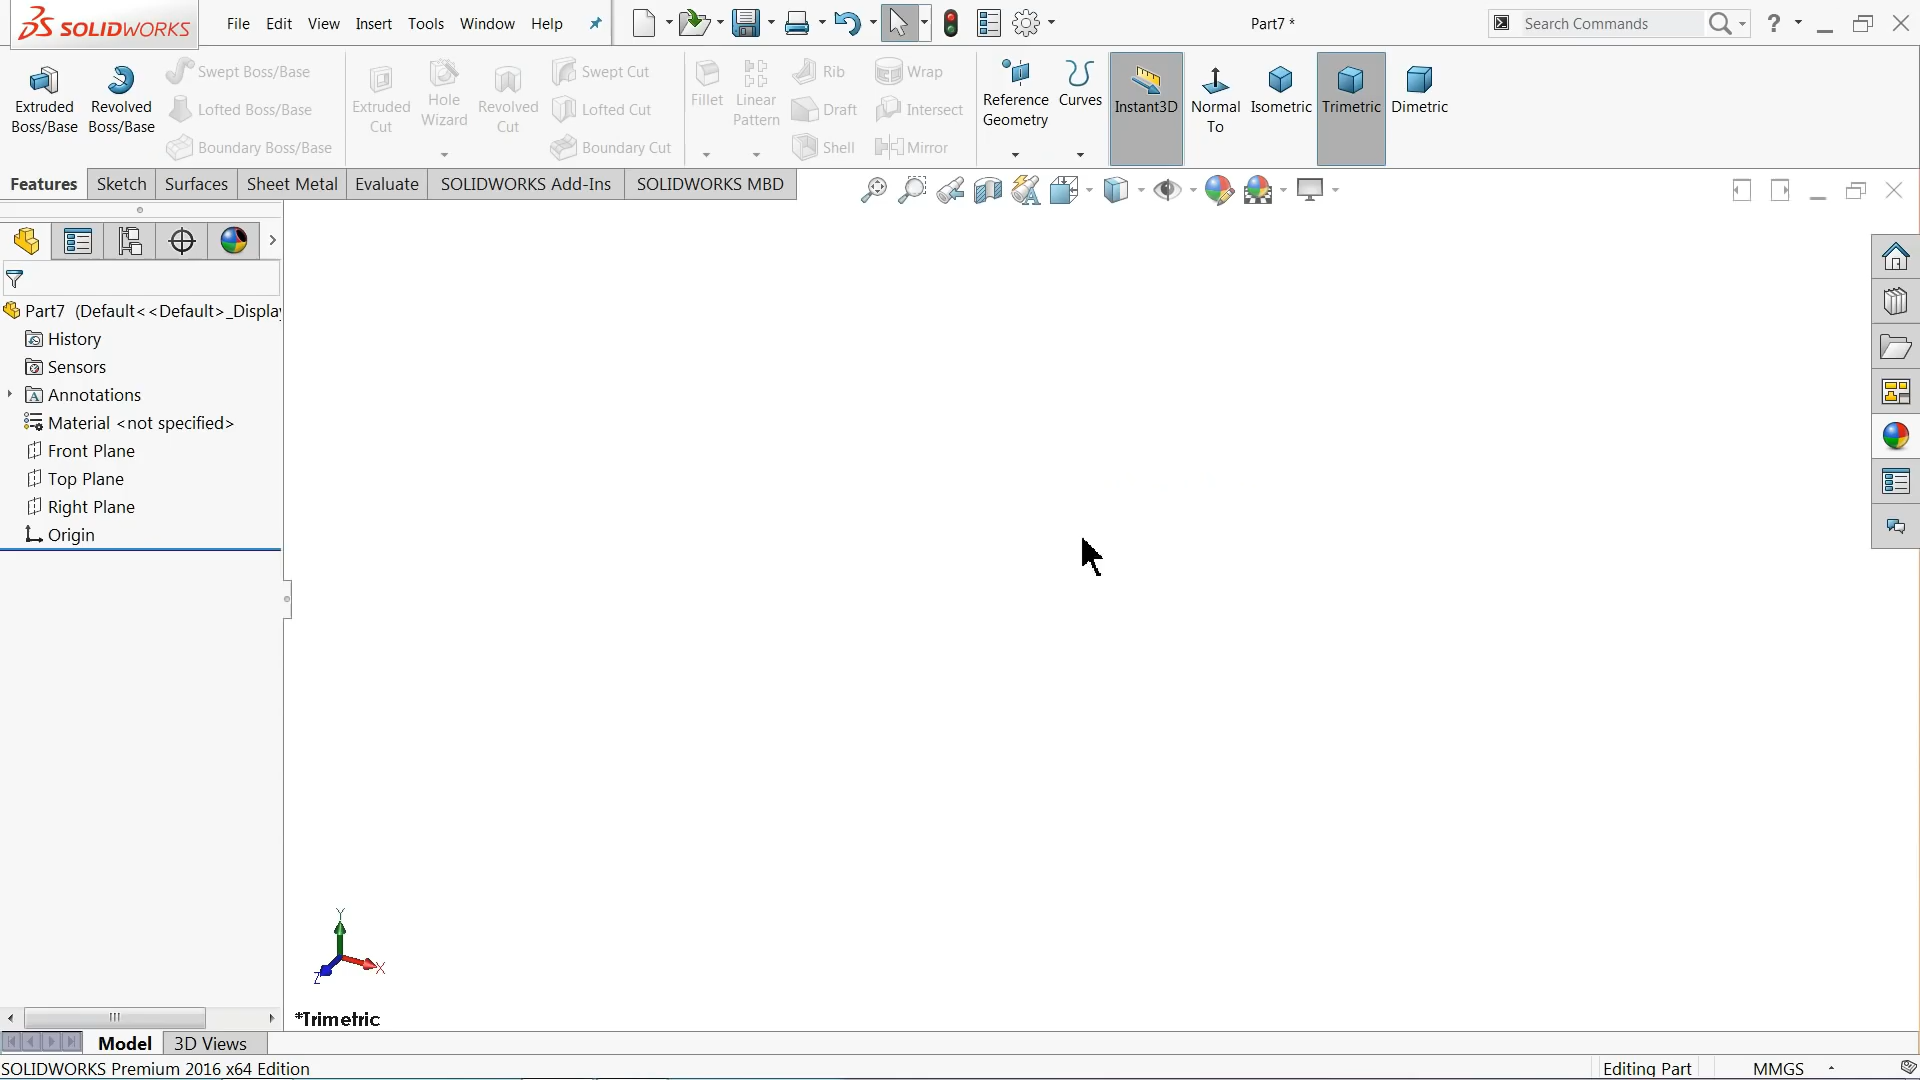 SOLIDWORKS
File Edit View Insert Tools Window Help
Part7 *
Search Commands
?
Extruded Boss/Base
Revolved Boss/Base
Swept Boss/Base
Lofted Boss/Base
Boundary Boss/Base
Extruded Cut
Hole Wizard
Revolved Cut
Swept Cut
Lofted Cut
Boundary Cut
Fillet
Linear Pattern
Rib
Draft
Shell
Wrap
Intersect
Mirror
Reference Geometry
Curves
Instant3D
Normal To
Isometric
Trimetric
Dimetric
Features Sketch Surfaces Sheet Metal Evaluate SOLIDWORKS Add-Ins SOLIDWORKS MBD
Part7 (Default<<Default>_Displa
History
Sensors
A Annotations
Material <not specified>
Front Plane
Top Plane
Right Plane
Origin
Y
X
Z
*Trimetric
Model 3D Views
SOLIDWORKS Premium 2016 x64 Edition
Editing Part
MMGS